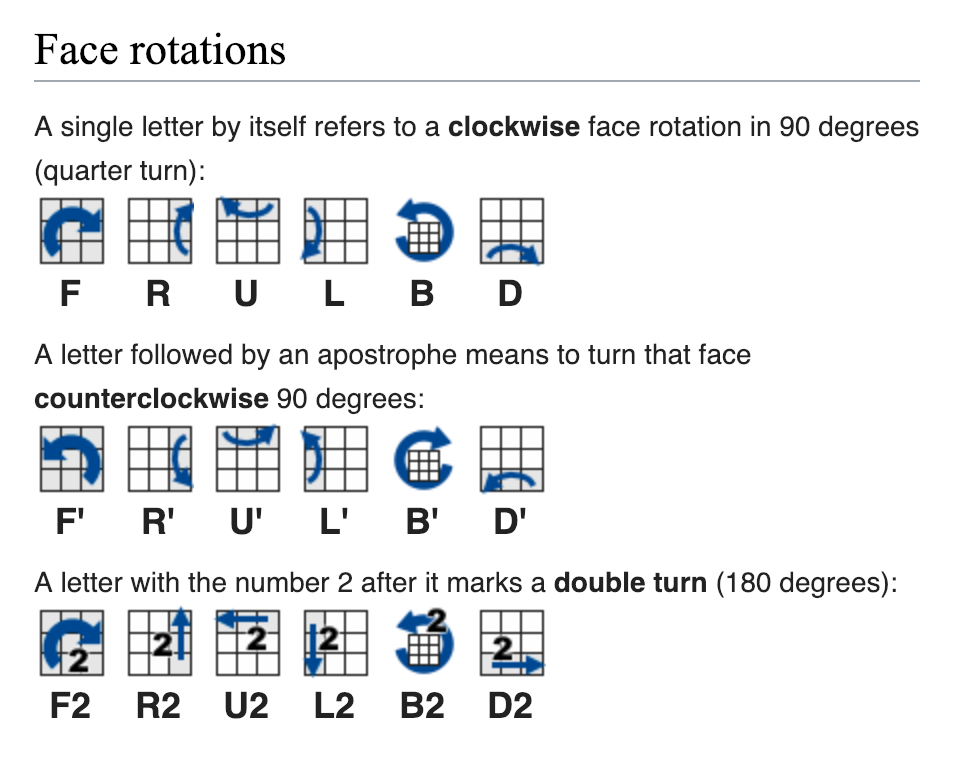 Face rotations
A single letter by itself refers to a clockwise face rotation in 90 degrees
(quarter turn):
F R U L B D
A letter followed by an apostrophe means to turn that face
counterclockwise 90 degrees:
F' R' U' L' B' D'
A letter with the number 2 after it marks a double turn (180 degrees):
2 2 2 2 2 2
F2 R2 U2 L2 B2 D2